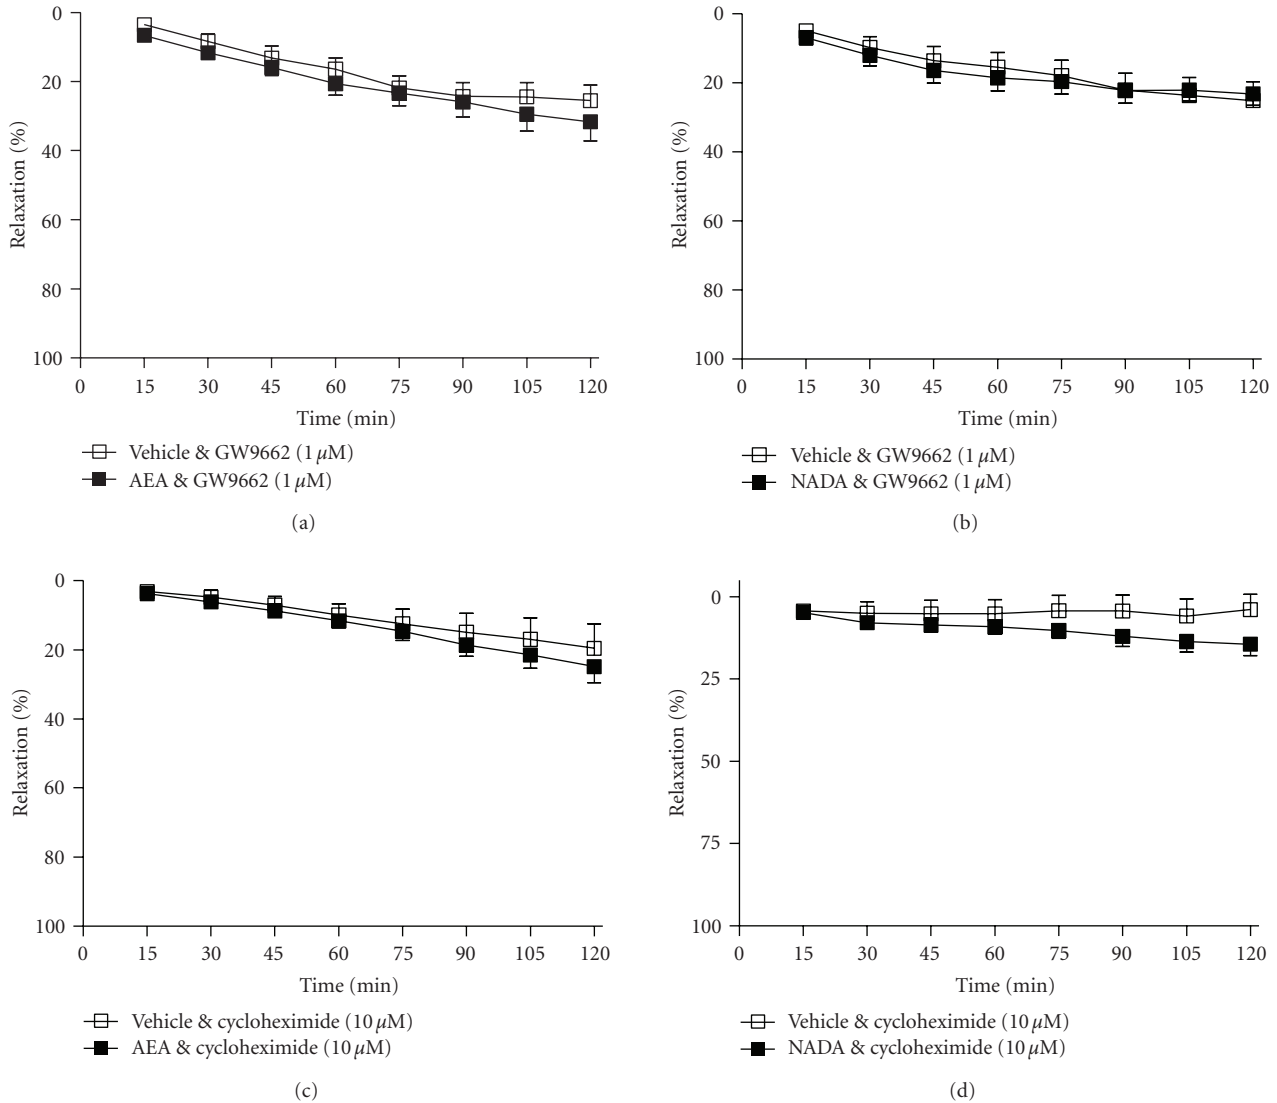 0
20
40
60
80
100
Relaxation (%)
0 15 30 45 60 75 90 105 120
Time (min)
Vehicle & GW9662 (1 μM)
AEA & GW9662 (1 μM)
(a)
0
20
40
60
80
100
Relaxation (%)
0 15 30 45 60 75 90 105 120
Time (min)
Vehicle & GW9662 (1 μM)
NADA & GW9662 (1 μM)
(b)
0
20
40
60
80
100
Relaxation (%)
0 15 30 45 60 75 90 105 120
Time (min)
Vehicle & cycloheximide (10 μM)
AEA & cycloheximide (10 μM)
(c)
0
25
50
75
100
Relaxation (%)
0 15 30 45 60 75 90 105 120
Time (min)
Vehicle & cycloheximide (10 μM)
NADA & cycloheximide (10 μM)
(d)